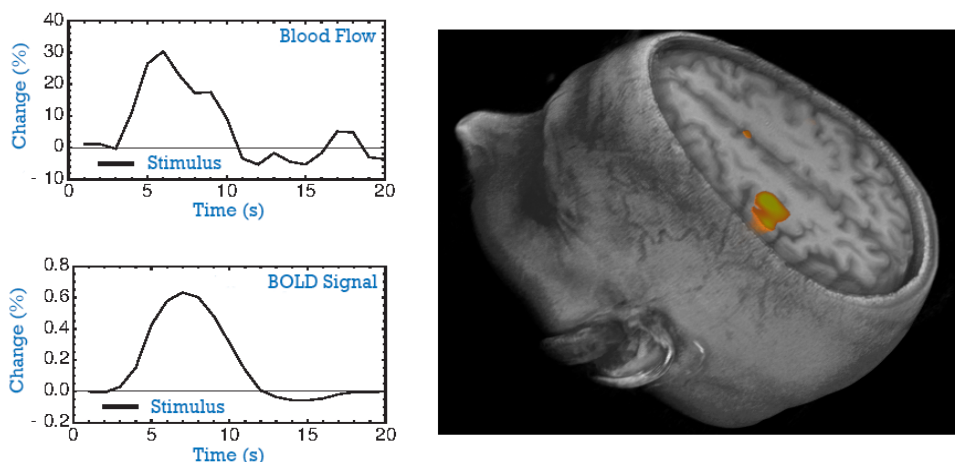 Blood Flow
Change (%)
40
30
20
10
0
- 10
Stimulus
0 5 10 15 20
Time (s)
BOLD Signal
Change (%)
0.8
0.6
0.4
0.2
0.0
- 0.2
Stimulus
0 5 10 15 20
Time (s)